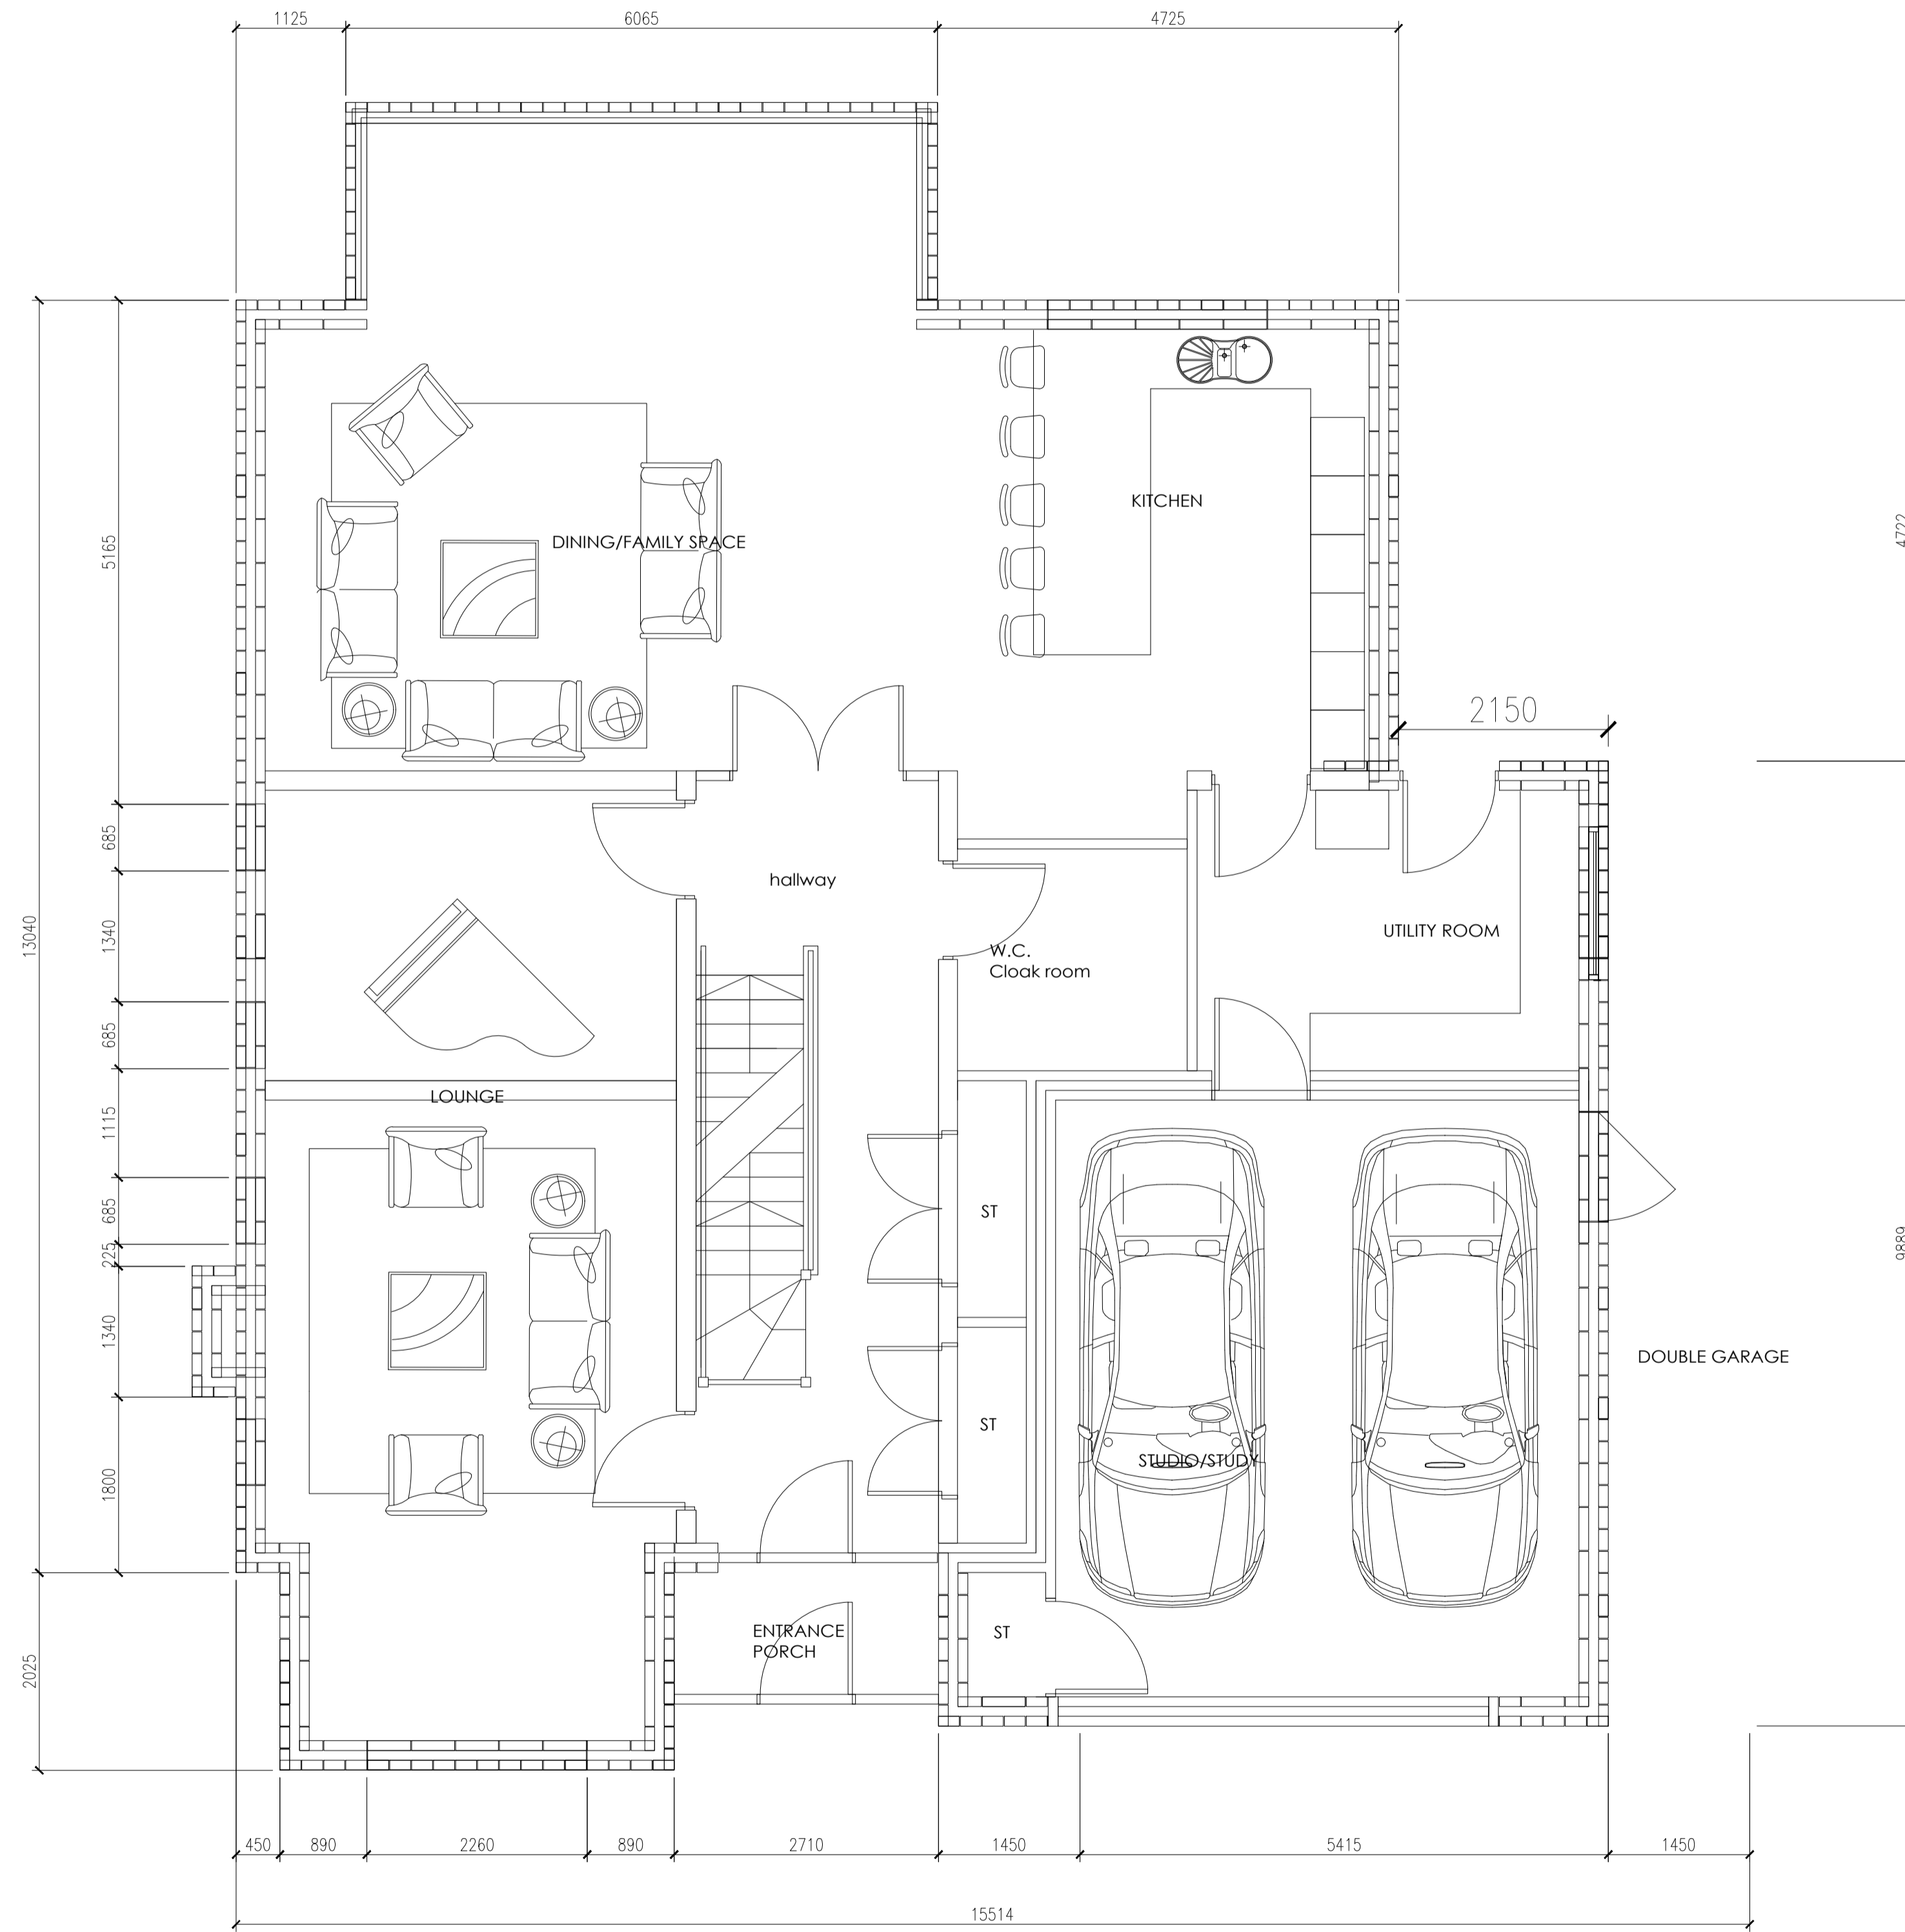 1125
6065
4725
KITCHEN
DINING/FAMILY SPACE
4722
5165
2150
685
hallway
13040
1340
UTILITY ROOM
W.C.
Cloak room
685
LOUNGE
1115
685
ST
225
9889
1340
DOUBLE GARAGE
ST
STUDIO/STUDY
1800
ENTRANCE
PORCH
ST
2025
450
890
2260
890
2710
1450
5415
1450
15514